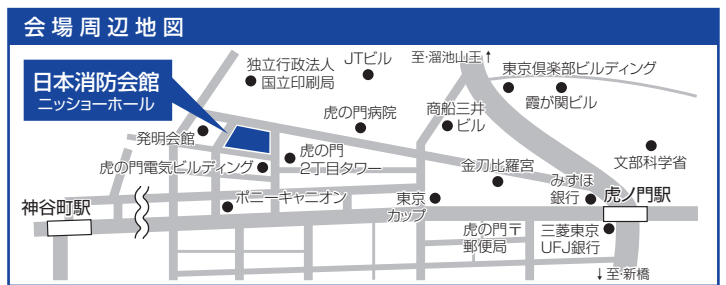 会場周辺地図
日本消防会館
ニッショーホール
独立行政法人
国立印刷局
JTビル
至·溜池山王↑
東京倶楽部ビルディング
霞が関ビル
商船三井
ビル
虎の門病院
発明会館
虎の門
2丁目タワー
虎の門電気ビルディング
文部科学省
金刀比羅宮
みずほ
銀行
虎ノ門駅
ポニーキャニオン
東京
カップ
神谷町駅
虎の門〒
郵便局
三菱東京
UFJ銀行
↓至·新橋